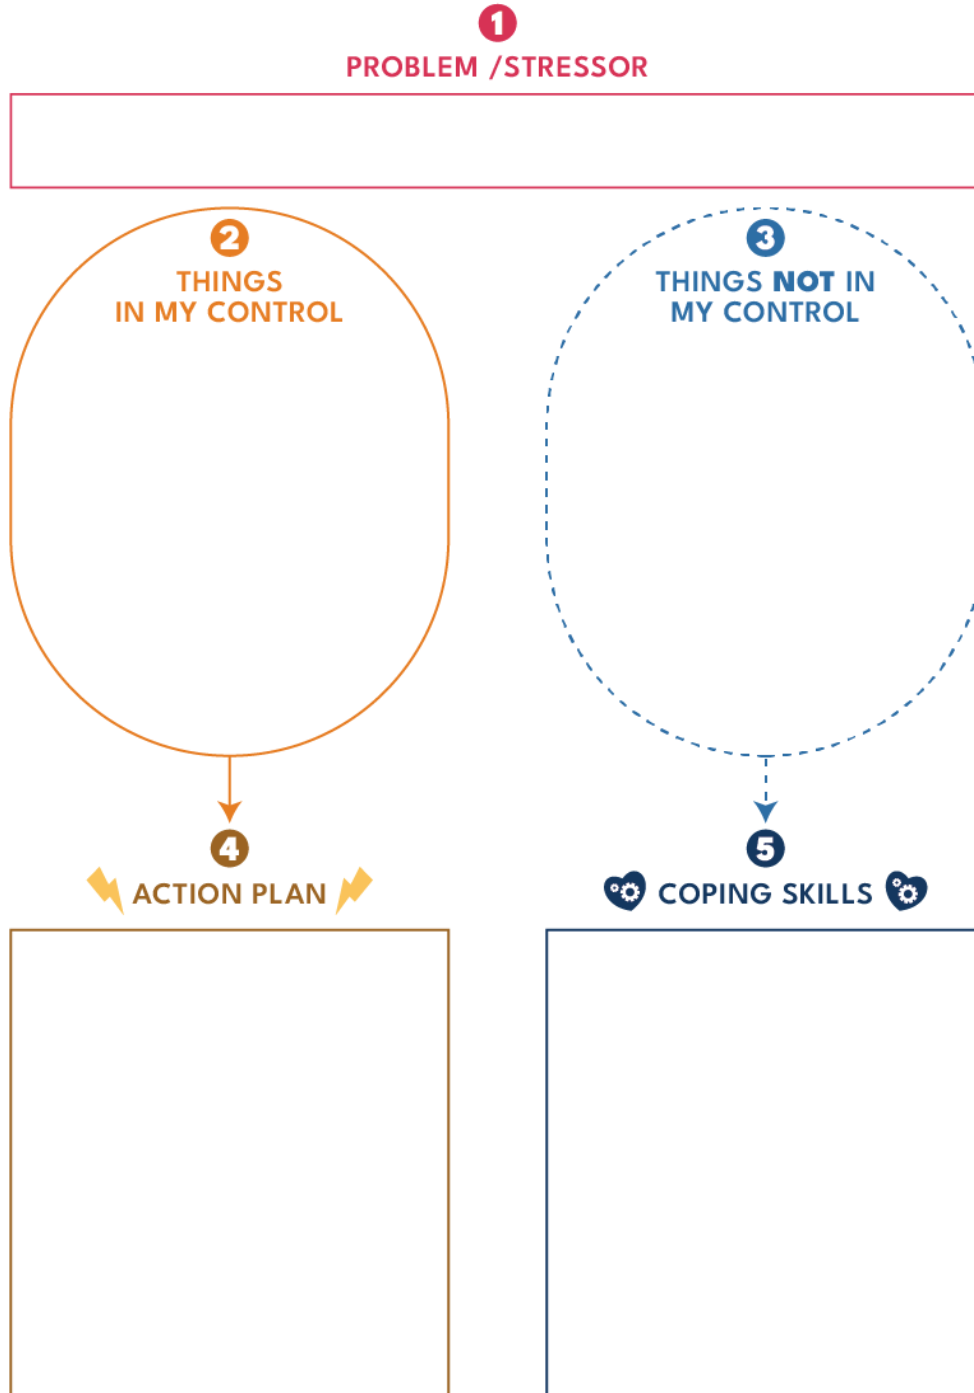 1
PROBLEM /STRESSOR
2
THINGS
IN MY CONTROL
3
THINGS NOT IN
MY CONTROL
4
ACTION PLAN
5
COPING SKILLS